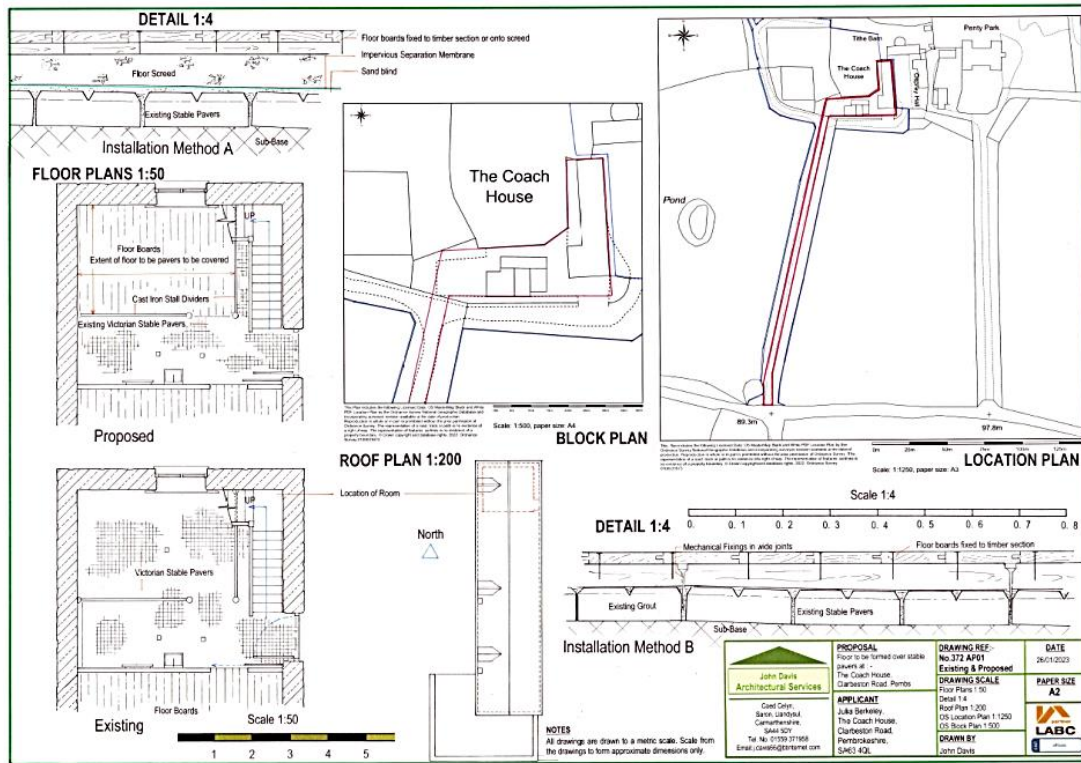 DETAIL 1:4
Floor boards fixed to timber section or onto screed
Impervious Separation Membrane
Floor Screed
Sand blind
Existing Stable Pavers
Sub-Base
Installation Method A
FLOOR PLANS 1:50
UP
Floor Boards
Extent of floor to be pavers to be covered
Cast Iron Stall Dividers
Existing Victorian Stable Pavers
Proposed
UP
Victorian Stable Pavers
Floor Boards
Existing
Scale 1:50
1 2 3 4 5
The Coach
House
Scale: 1:500, paper size: A4
BLOCK PLAN
ROOF PLAN 1:200
Location of Room
North
Tithe Barn
Penty Park
The Coach
House
Pond
89.3m
97.8m
Scale: 1:1250, paper size: A3
LOCATION PLAN
Scale 1:4
0. 0. 1 0. 2 0. 3 0. 4 0. 5 0. 6 0. 7 0. 8
DETAIL 1:4
Mechanical Fixings in wide joints
Floor boards fixed to timber section
Existing Grout
Existing Stable Pavers
Sub-Base
Installation Method B
NOTES
All drawings are drawn to a metric scale. Scale from
the drawings to form approximate dimensions only.
John Davis
Architectural Services
Coed Celyn,
Saron, Llandysul,
Carmarthenshire,
SA44 5DY
Tel. No. 01559 371958
PROPOSAL
Floor to be formed over stable
pavers at : -
The Coach House,
Clarbeston Road, Pembs
APPLICANT
Julia Berkeley,
The Coach House,
Clarbeston Road,
Pembrokeshire,
SA63 4QL
DRAWING REF:-
No.372 AP01
Existing & Proposed
DRAWING SCALE
Floor Plans 1:50
Detail 1:4
Roof Plan 1:200
OS Location Plan 1:1250
OS Block Plan 1:500
DRAWN BY
John Davis
DATE
26/01/2023
PAPER SIZE
A2
partner
LABC